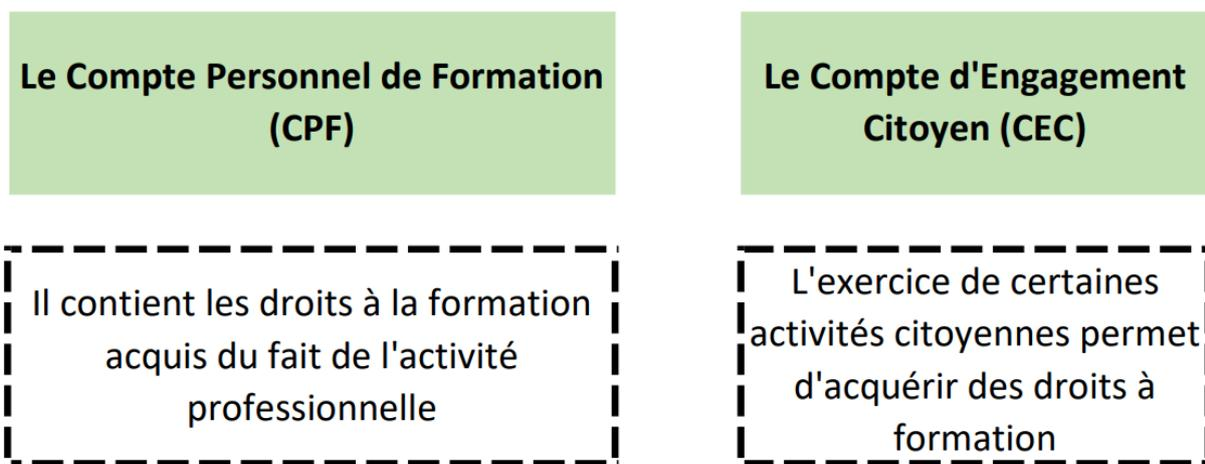 Le Compte Personnel de Formation
(CPF)
Il contient les droits à la formation
acquis du fait de l'activité
professionnelle
Le Compte d'Engagement
Citoyen (CEC)
L'exercice de certaines
activités citoyennes permet
d'acquérir des droits à
formation